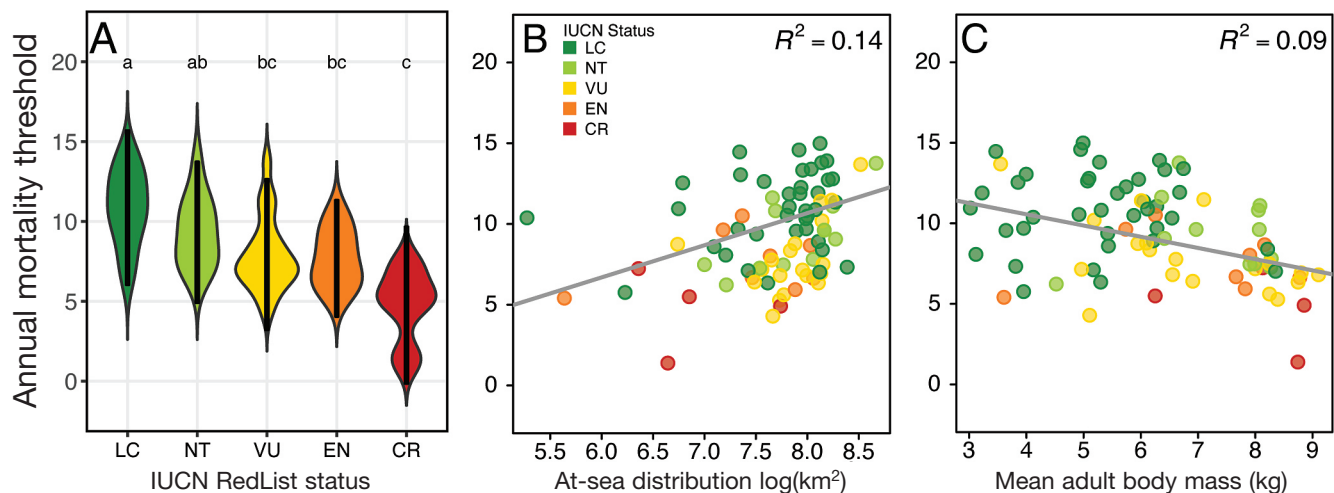 Annual mortality threshold
A
a ab bc bc c
20
15
10
5
0
LC NT VU EN CR
IUCN RedList status
B
IUCN Status
LC
NT
VU
EN
CR
R² = 0.14
20
15
10
5
0
5.5 6.0 6.5 7.0 7.5 8.0 8.5
At-sea distribution log(km²)
C
R² = 0.09
20
15
10
5
0
3 4 5 6 7 8 9
Mean adult body mass (kg)